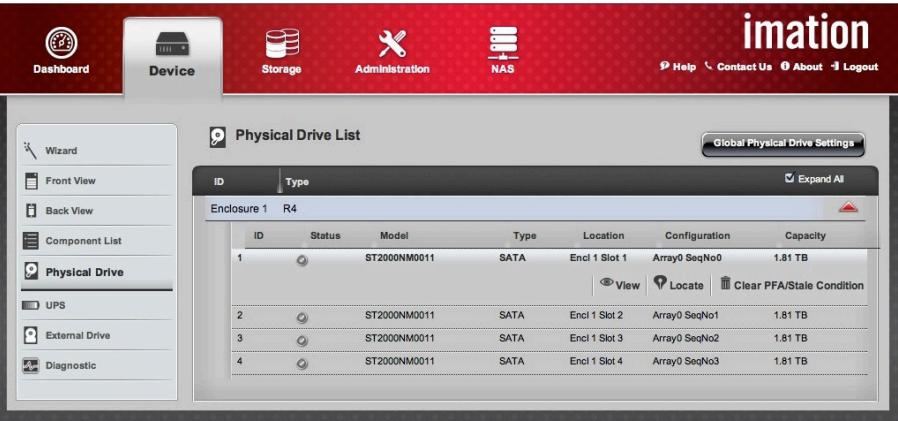 imation
Dashboard
Device
Storage
Administration
NAS
Help Contact Us About Logout
Wizard
Front View
Back View
Component List
Physical Drive
UPS
External Drive
Diagnostic
Physical Drive List
Global Physical Drive Settings
ID Type Expand All
Enclosure 1 R4
ID Status Model Type Location Configuration Capacity
1 ST2000NM0011 SATA Encl 1 Slot 1 Array0 SeqNo0 1.81 TB
View Locate Clear PFA/Stale Condition
2 ST2000NM0011 SATA Encl 1 Slot 2 Array0 SeqNo1 1.81 TB
3 ST2000NM0011 SATA Encl 1 Slot 3 Array0 SeqNo2 1.81 TB
4 ST2000NM0011 SATA Encl 1 Slot 4 Array0 SeqNo3 1.81 TB